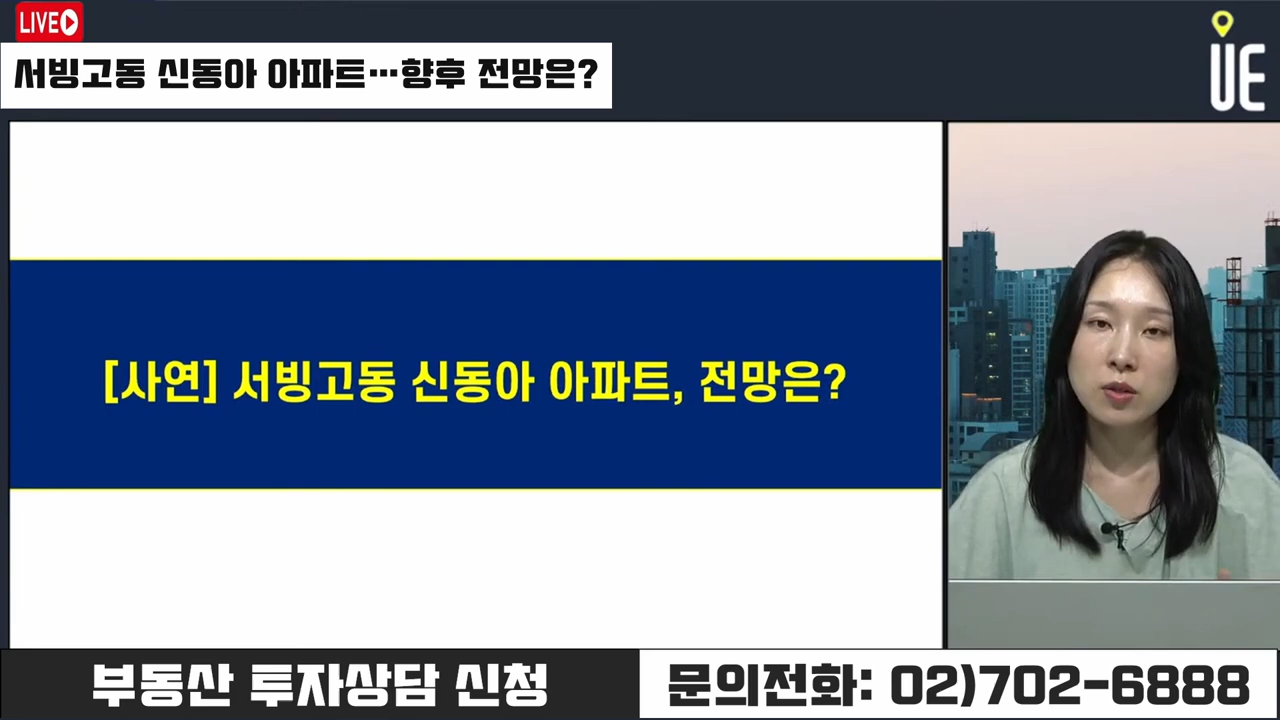 LIVE
서빙고동 신동아 아파트…향후 전망은?
UE
[사연] 서빙고동 신동아 아파트, 전망은?
부동산 투자상담 신청
문의전화: 02)702-6888